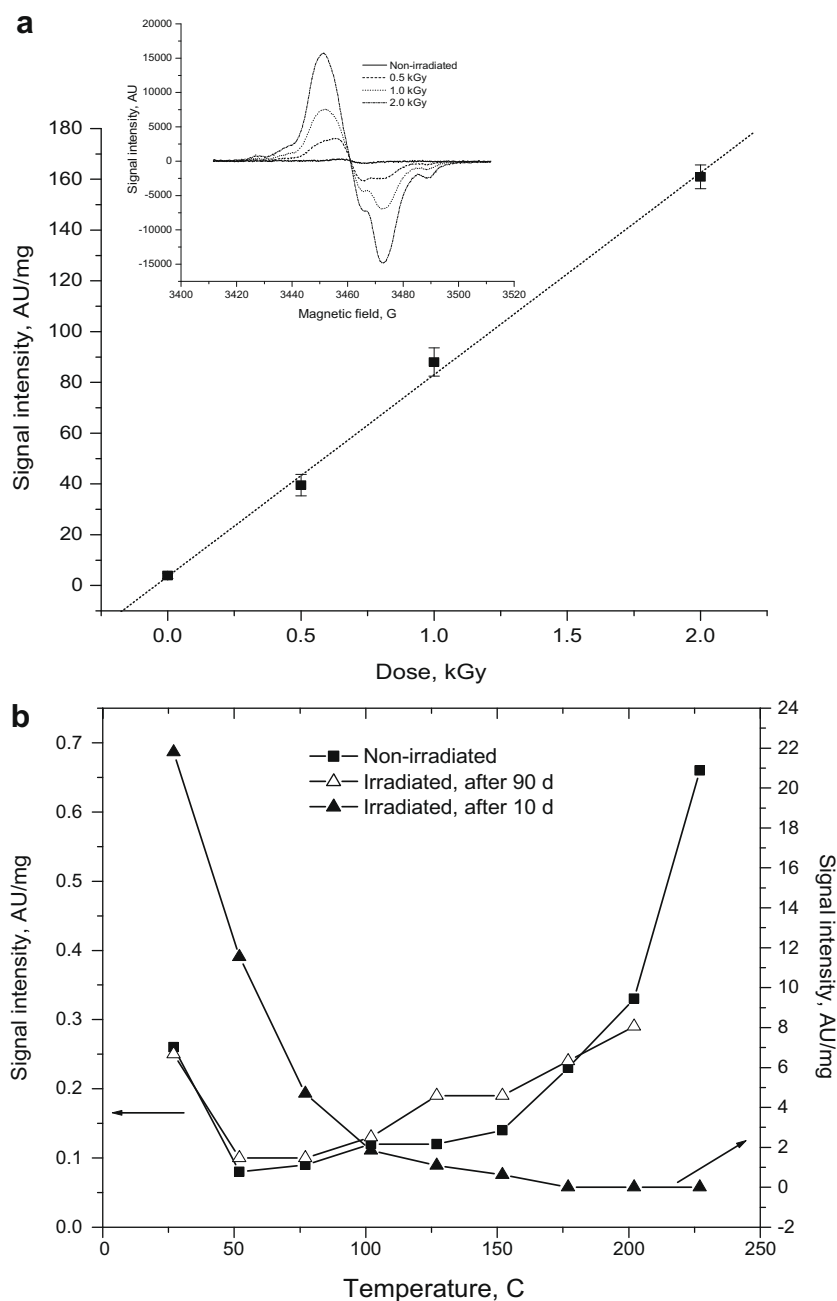 a
20000
15000
10000
5000
0
-5000
-10000
-15000
Signal intensity, AU
Non-irradiated
0.5 kGy
1.0 kGy
2.0 kGy
3400 3420 3440 3460 3480 3500 3520
Magnetic field, G
180
160
140
120
100
80
60
40
20
0
Signal intensity, AU/mg
0.0 0.5 1.0 1.5 2.0
Dose, kGy
b
0.7
0.6
0.5
0.4
0.3
0.2
0.1
0.0
Signal intensity, AU/mg
Non-irradiated
Irradiated, after 90 d
Irradiated, after 10 d
24
22
20
18
16
14
12
10
8
6
4
2
0
-2
Signal intensity, AU/mg
0 50 100 150 200 250
Temperature, C